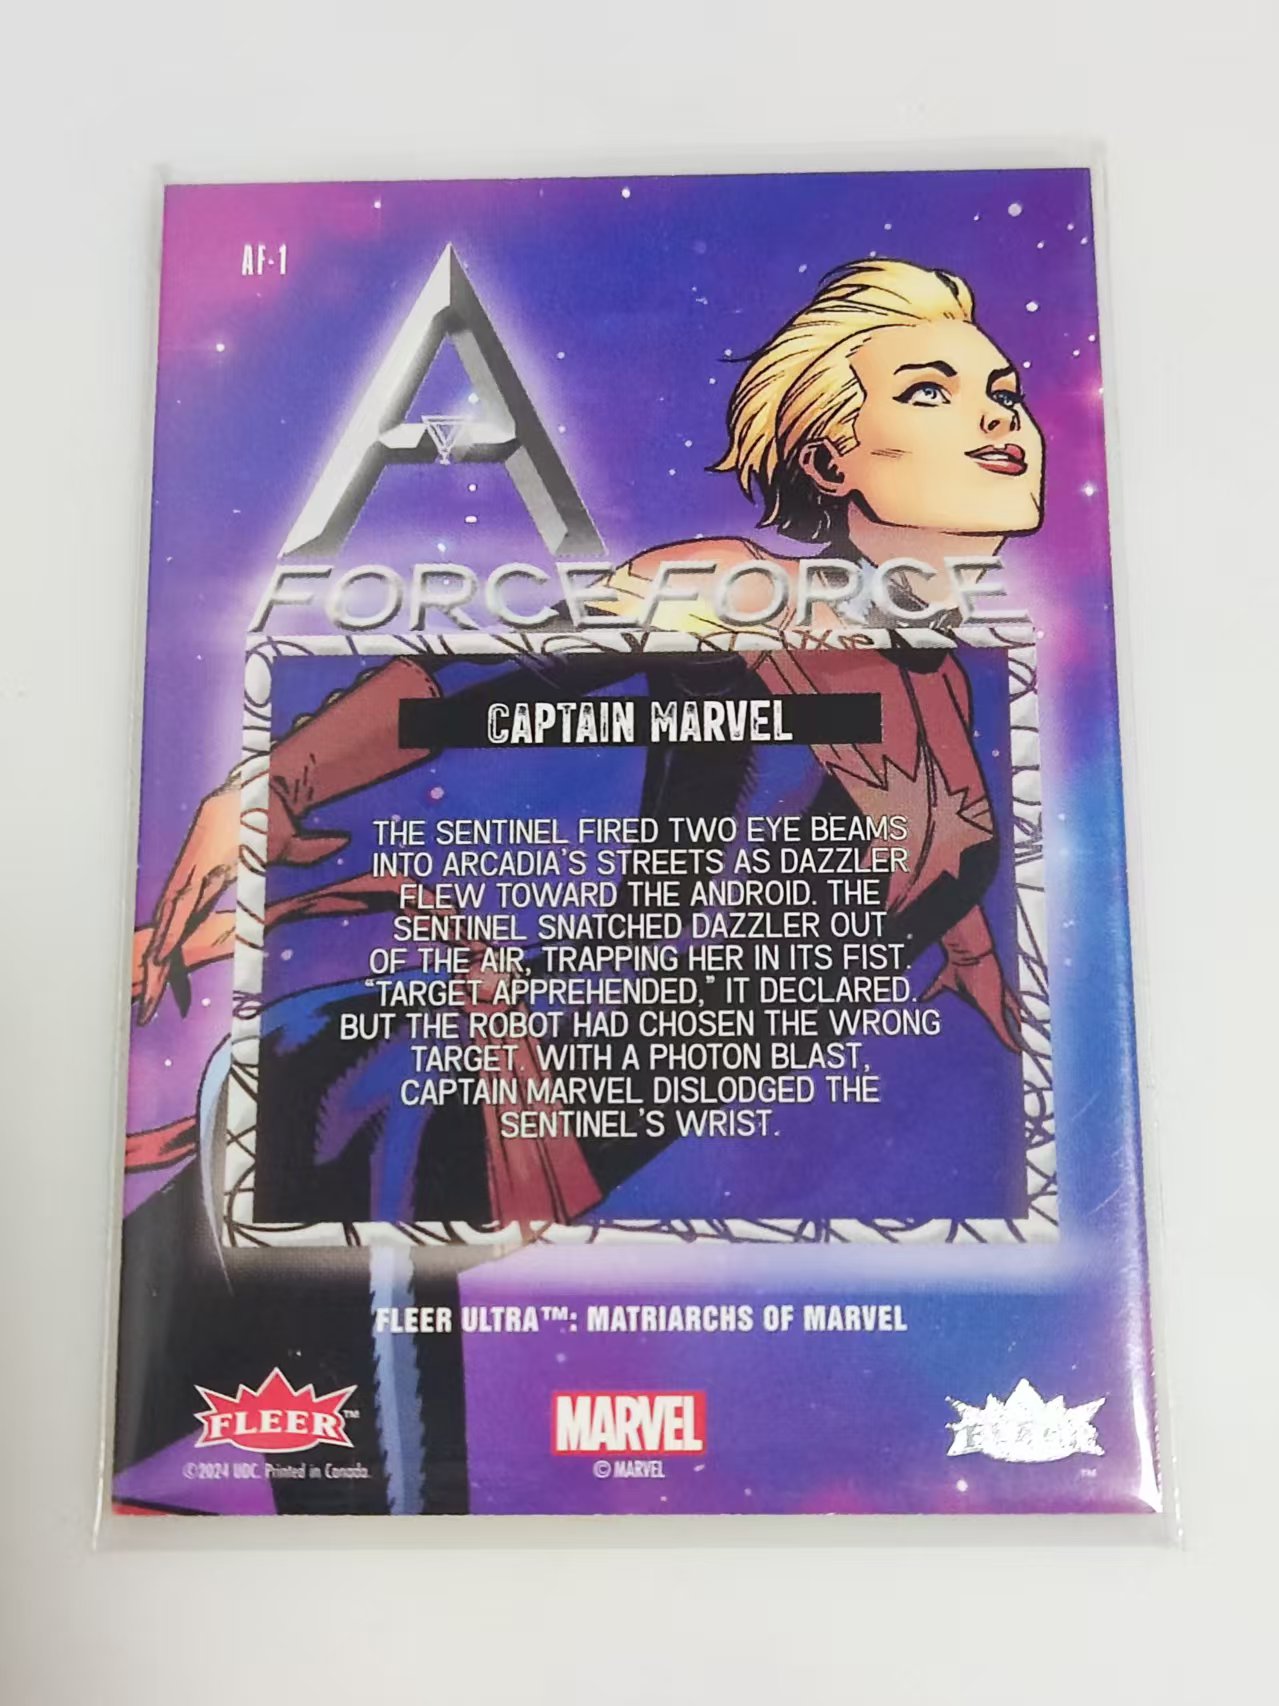 AF-1
A
FORCE FORCE
CAPTAIN MARVEL
THE SENTINEL FIRED TWO EYE BEAMS
INTO ARCADIA'S STREETS AS DAZZLER
FLEW TOWARD THE ANDROID. THE
SENTINEL SNATCHED DAZZLER OUT
OF THE AIR, TRAPPING HER IN ITS FIST.
"TARGET APPREHENDED," IT DECLARED.
BUT THE ROBOT HAD CHOSEN THE WRONG
TARGET. WITH A PHOTON BLAST,
CAPTAIN MARVEL DISLODGED THE
SENTINEL'S WRIST.
FLEER ULTRA™: MATRIARCHS OF MARVEL
FLEER™
©2024 UDC. Printed in Canada.
MARVEL
© MARVEL
FLEER
™